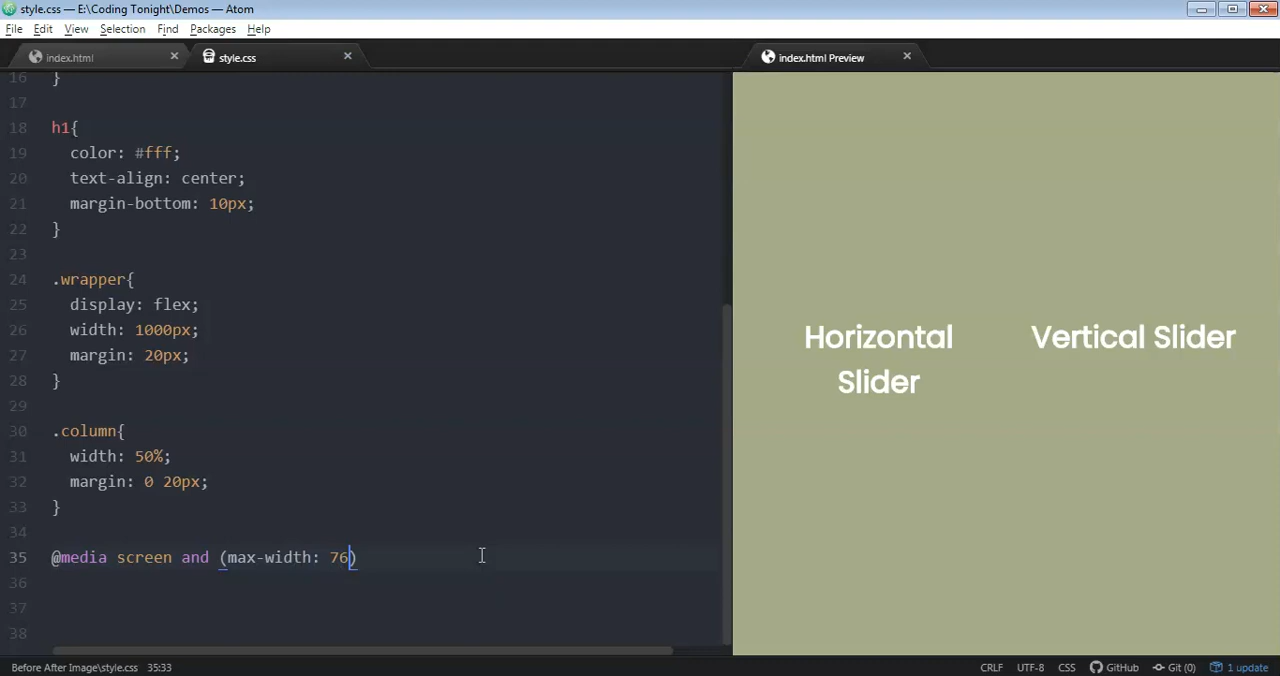 style.css — E:\Coding Tonight\Demos — Atom
File Edit View Selection Find Packages Help
index.html style.css index.html Preview
16 }
17
18 h1{
19 color: #fff;
20 text-align: center;
21 margin-bottom: 10px;
22 }
23
24 .wrapper{
25 display: flex;
26 width: 1000px;
27 margin: 20px;
28 }
29
30 .column{
31 width: 50%;
32 margin: 0 20px;
33 }
34
35 @media screen and (max-width: 76)
36
37
38
Horizontal
Slider
Vertical Slider
Before After Image\style.css 35:33 CRLF UTF-8 CSS GitHub Git (0) 1 update